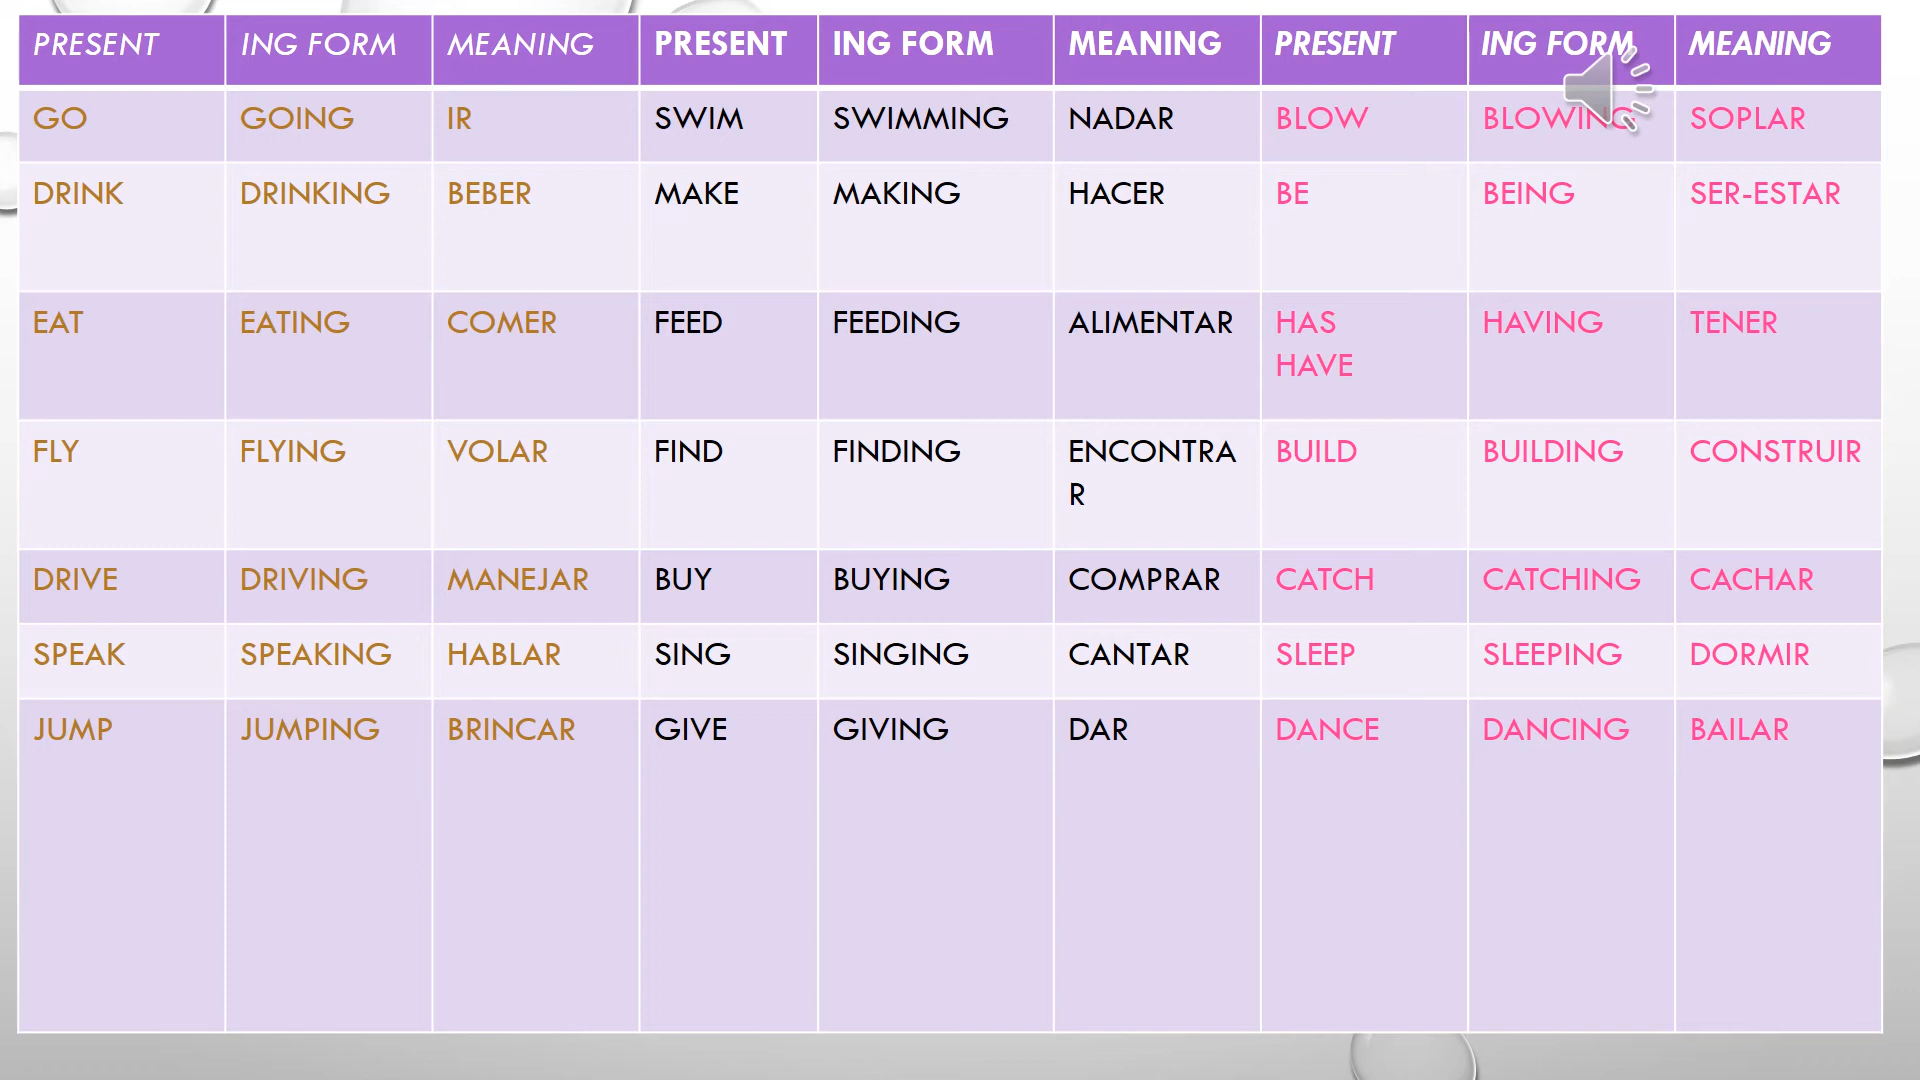 PRESENT ING FORM MEANING PRESENT ING FORM MEANING PRESENT ING FORM MEANING
GO GOING IR SWIM SWIMMING NADAR BLOW BLOWING SOPLAR
DRINK DRINKING BEBER MAKE MAKING HACER BE BEING SER-ESTAR
EAT EATING COMER FEED FEEDING ALIMENTAR HAS HAVING TENER
HAVE
FLY FLYING VOLAR FIND FINDING ENCONTRA BUILD BUILDING CONSTRUIR
R
DRIVE DRIVING MANEJAR BUY BUYING COMPRAR CATCH CATCHING CACHAR
SPEAK SPEAKING HABLAR SING SINGING CANTAR SLEEP SLEEPING DORMIR
JUMP JUMPING BRINCAR GIVE GIVING DAR DANCE DANCING BAILAR